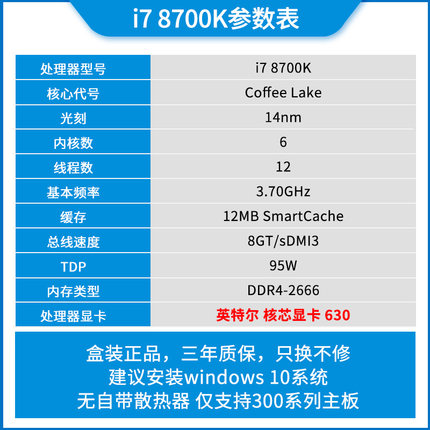 i7 8700K参数表
处理器型号 i7 8700K
核心代号 Coffee Lake
光刻 14nm
内核数 6
线程数 12
基本频率 3.70GHz
缓存 12MB SmartCache
总线速度 8GT/sDMI3
TDP 95W
内存类型 DDR4-2666
处理器显卡 英特尔 核芯显卡 630
盒装正品，三年质保，只换不修
建议安装windows 10系统
无自带散热器 仅支持300系列主板